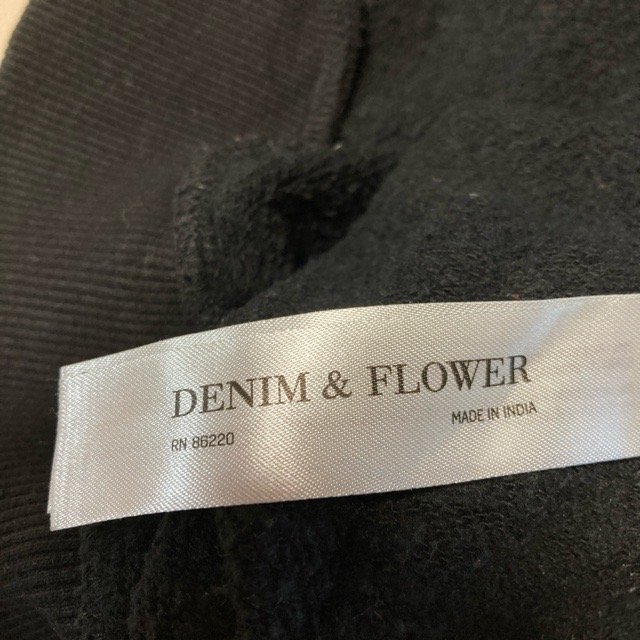 DENIM & FLOWER
RN 86220
MADE IN INDIA